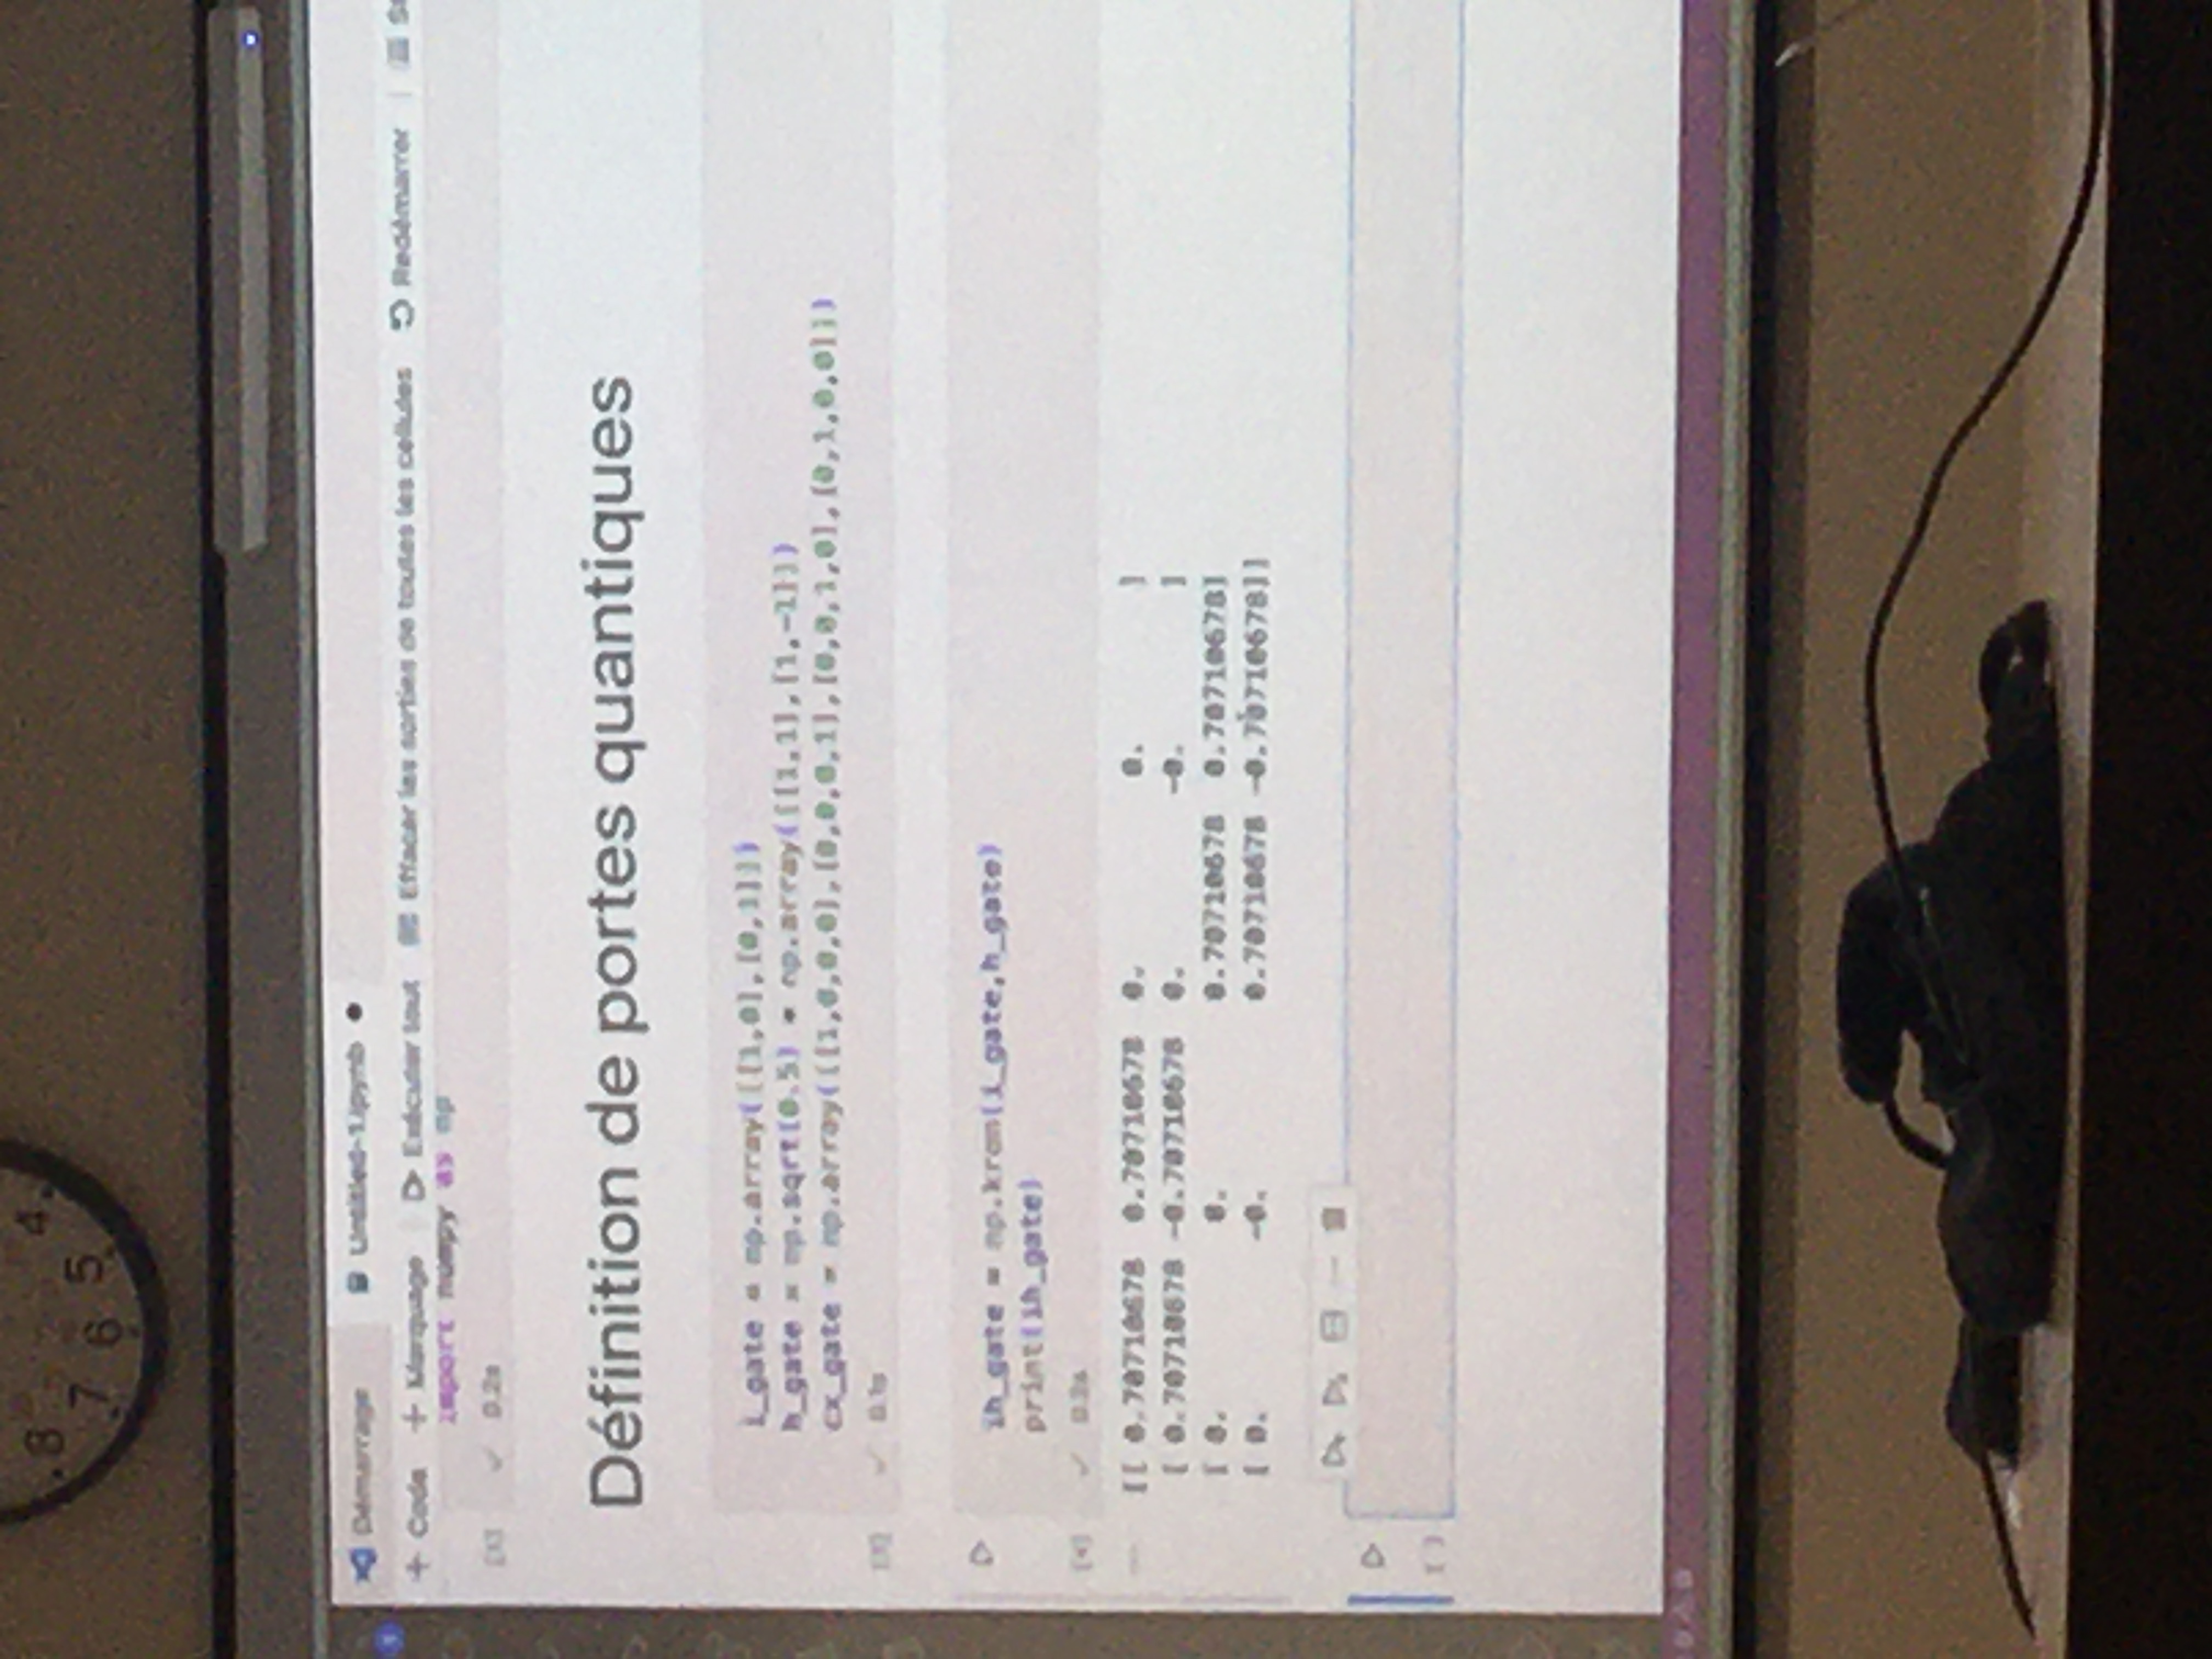 8 7 6 5 4
Démarrage Untitled-1.ipynb
+ Code + Marquage Exécuter tout Effacer les sorties de toutes les cellules Redémarrer
import numpy as np
[1] 0.2s
Définition de portes quantiques
i_gate = np.array([[1,0],[0,1]])
h_gate = np.sqrt(0.5) * np.array([[1,1],[1,-1]])
cx_gate = np.array([[1,0,0,0],[0,0,0,1],[0,0,1,0],[0,1,0,0]])
0.1s
ih_gate = np.kron(i_gate,h_gate)
print(ih_gate)
[4]
[[ 0.70710678 0.70710678 0. 0. ]
[ 0.70710678 -0.70710678 0. -0. ]
[ 0. 0. 0.70710678 0.70710678]
[ 0. -0. 0.70710678 -0.70710678]]
[ ]